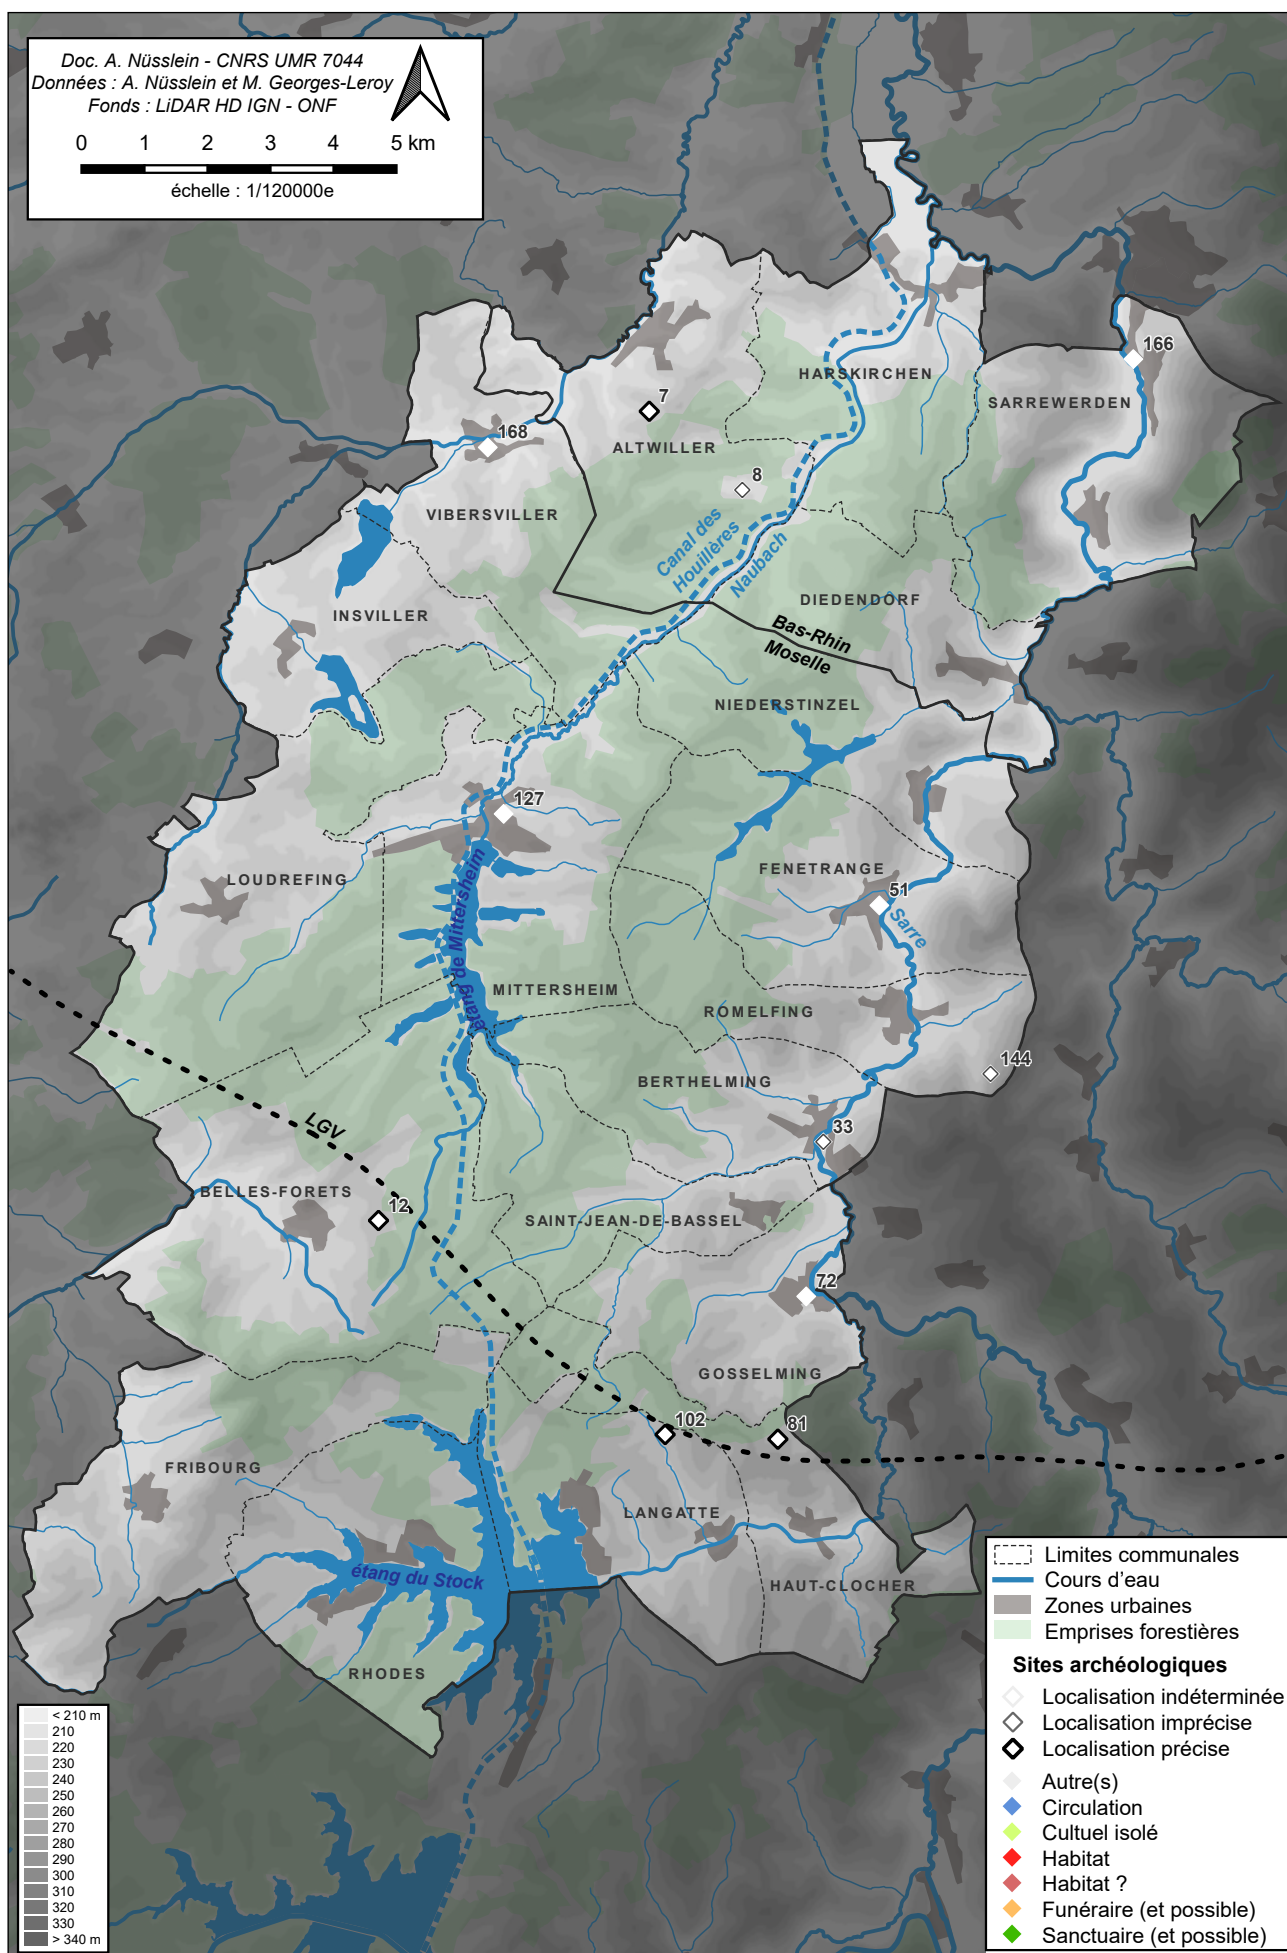 Doc. A. Nüsslein - CNRS UMR 7044
Données : A. Nüsslein et M. Georges-Leroy
Fonds : LiDAR HD IGN - ONF
0 1 2 3 4 5 km
échelle : 1/120000e
166
HARSKIRCHEN
SARREWERDEN
7
168
ALTWILLER
8
VIBERSVILLER
Canal des
Houillères
Naubach
INSVILLER
DIEDENDORF
Bas-Rhin
Moselle
NIEDERSTINZEL
127
FENETRANGE
LOUDREFING
51
Sarre
étang de Mittersheim
MITTERSHEIM
ROMELFING
144
BERTHELMING
LGV
33
BELLES-FORETS
12
SAINT-JEAN-DE-BASSEL
72
GOSSELMING
102
81
FRIBOURG
LANGATTE
étang du Stock
HAUT-CLOCHER
RHODES
Limites communales
Cours d'eau
Zones urbaines
Emprises forestières
Sites archéologiques
Localisation indéterminée
Localisation imprécise
Localisation précise
Autre(s)
Circulation
Cultuel isolé
Habitat
Habitat ?
Funéraire (et possible)
Sanctuaire (et possible)
< 210 m
210
220
230
240
250
260
270
280
290
300
310
320
330
> 340 m